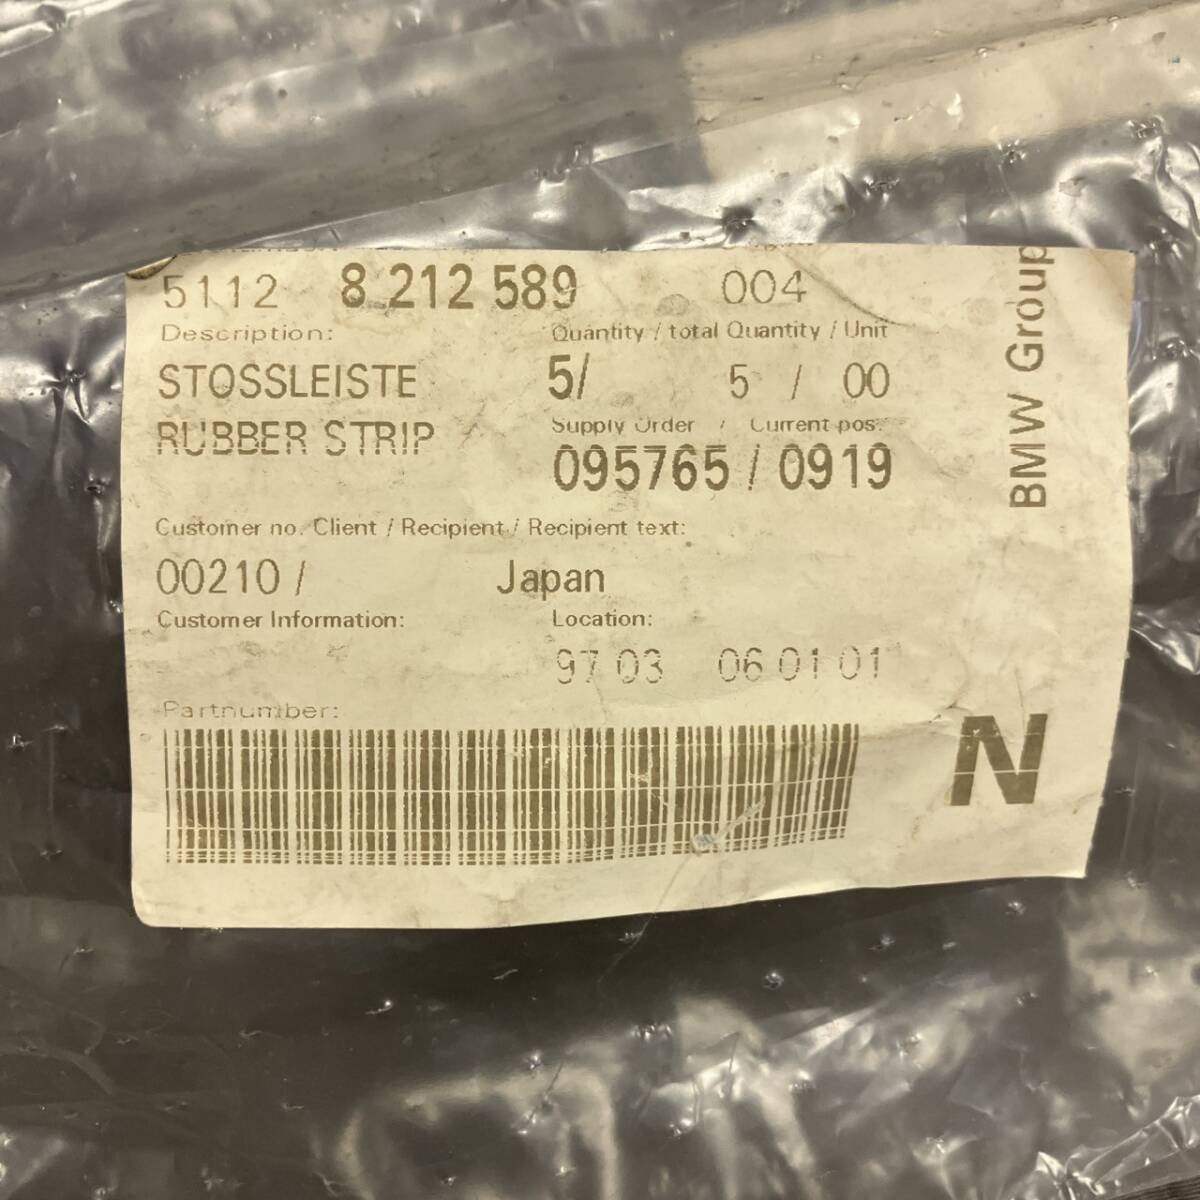 5112 8 212 589 004
Description: Quantity / total Quantity / Unit
STOSSLEISTE 5/ 5 / 00
RUBBER STRIP Supply Order / Current pos.
095765 / 0919
Customer no. Client / Recipient / Recipient text:
00210 / Japan
Customer Information: Location:
97 03 06 01 01
Partnumber:
N
BMW Group